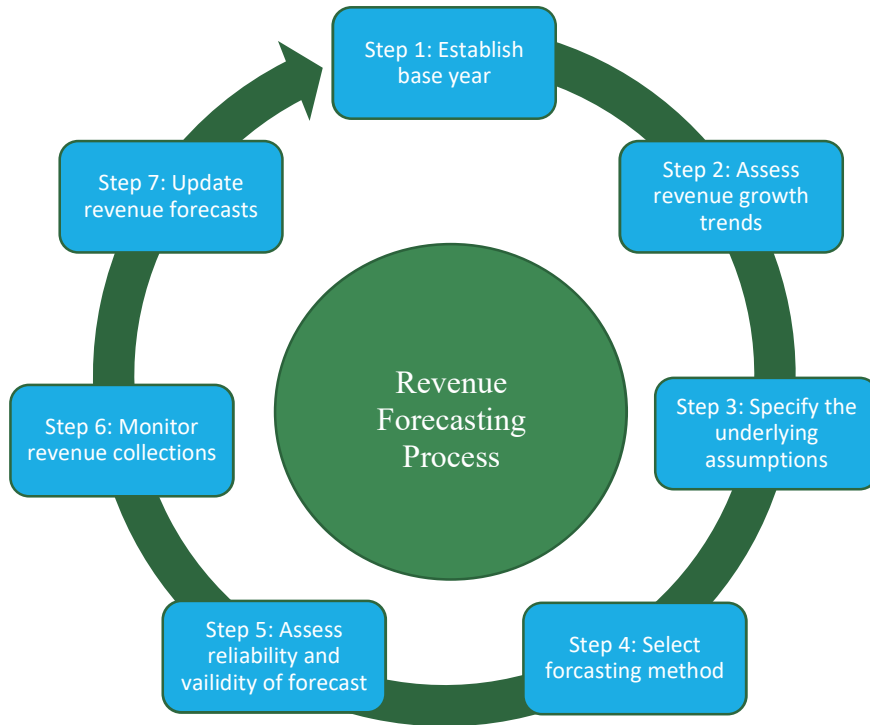 Step 1: Establish
base year
Step 2: Assess
revenue growth
trends
Step 3: Specify the
underlying
assumptions
Step 4: Select
forcasting method
Step 5: Assess
reliability and
vailidity of forecast
Step 6: Monitor
revenue collections
Step 7: Update
revenue forecasts
Revenue
Forecasting
Process